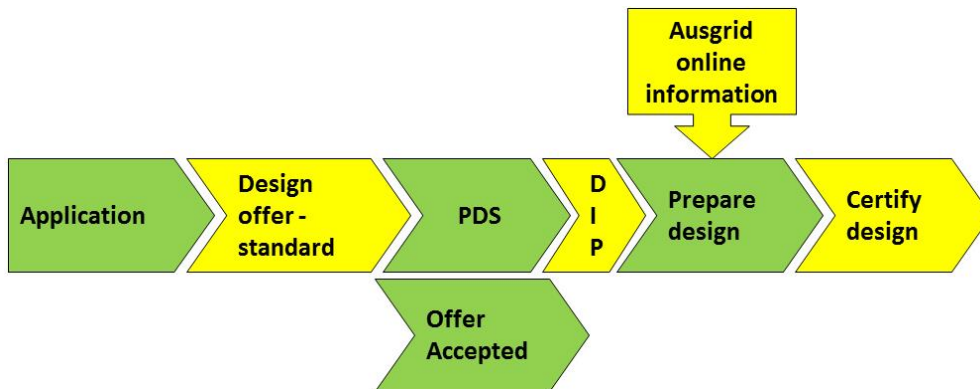 Ausgrid
online
information
Application
Design
offer -
standard
PDS
D
I
P
Prepare
design
Certify
design
Offer
Accepted